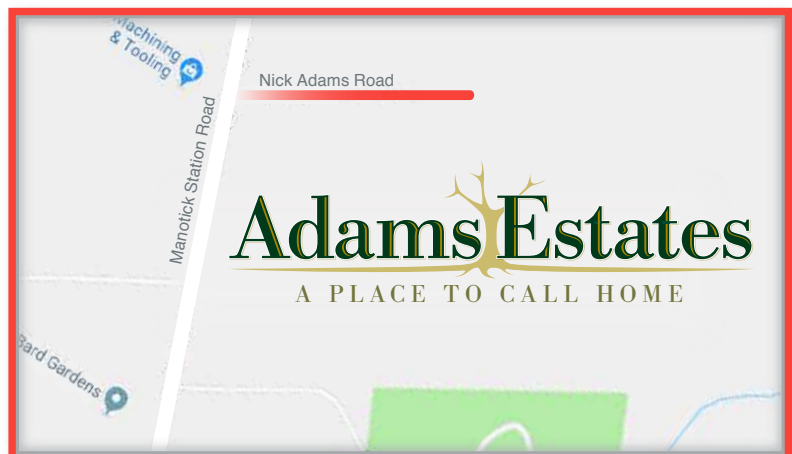 Machining
& Tooling
Nick Adams Road
Manotick Station Road
Adams Estates
A PLACE TO CALL HOME
Bard Gardens